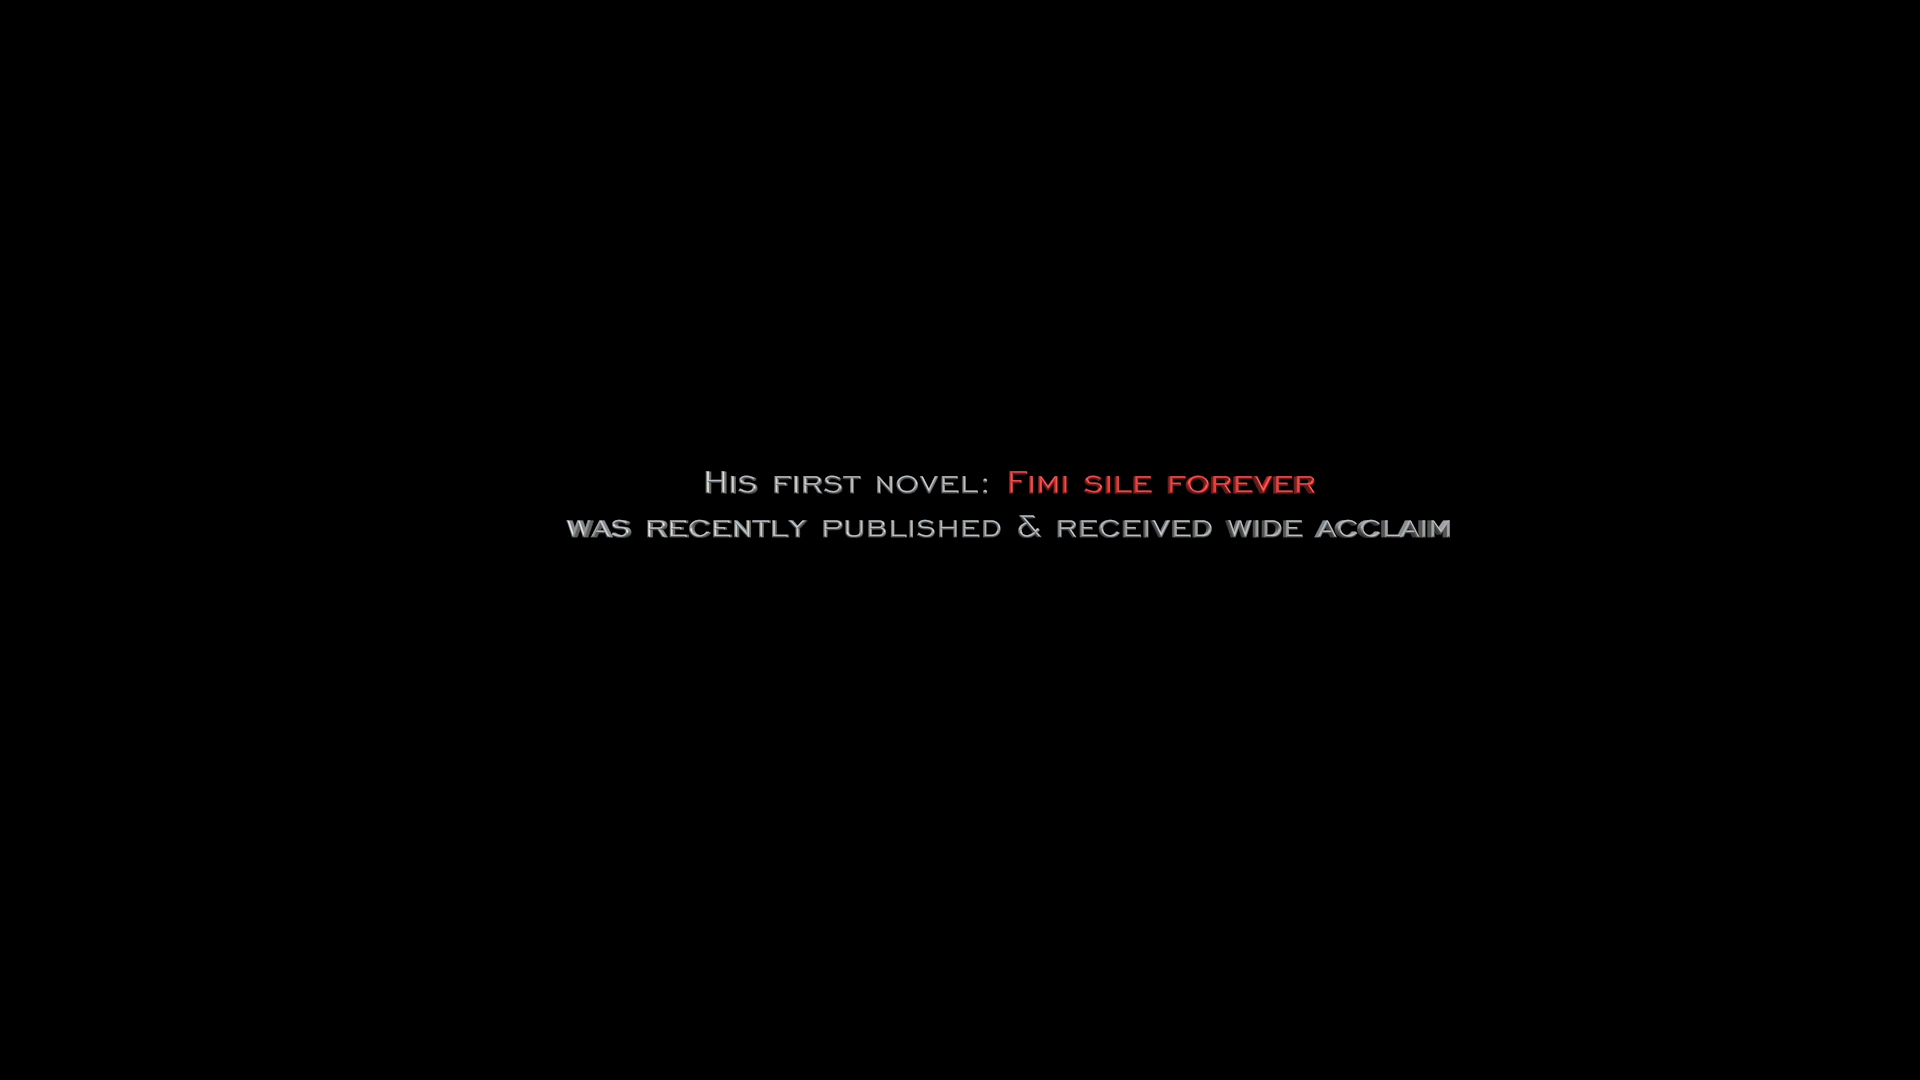 His first novel: Fimi sile forever
was recently published & received wide acclaim